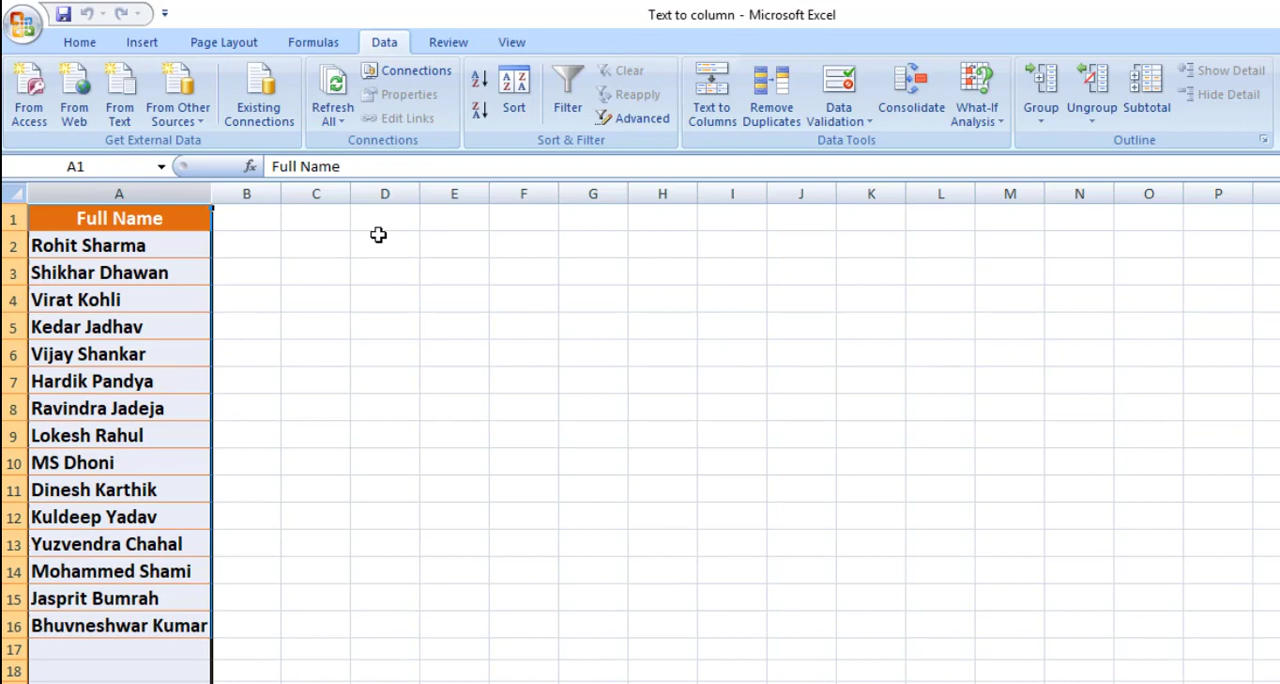 Text to column - Microsoft Excel
Home Insert Page Layout Formulas Data Review View
From Access
From Web
From Text
From Other Sources
Existing Connections
Get External Data
Refresh All
Connections
Properties
Edit Links
Connections
Sort
Filter
Clear
Reapply
Advanced
Sort & Filter
Text to Columns
Remove Duplicates
Data Validation
Consolidate
What-If Analysis
Data Tools
Group
Ungroup
Subtotal
Show Detail
Hide Detail
Outline
A1 fx Full Name
A B C D E F G H I J K L M N O P
1 Full Name
2 Rohit Sharma
3 Shikhar Dhawan
4 Virat Kohli
5 Kedar Jadhav
6 Vijay Shankar
7 Hardik Pandya
8 Ravindra Jadeja
9 Lokesh Rahul
10 MS Dhoni
11 Dinesh Karthik
12 Kuldeep Yadav
13 Yuzvendra Chahal
14 Mohammed Shami
15 Jasprit Bumrah
16 Bhuvneshwar Kumar
17
18